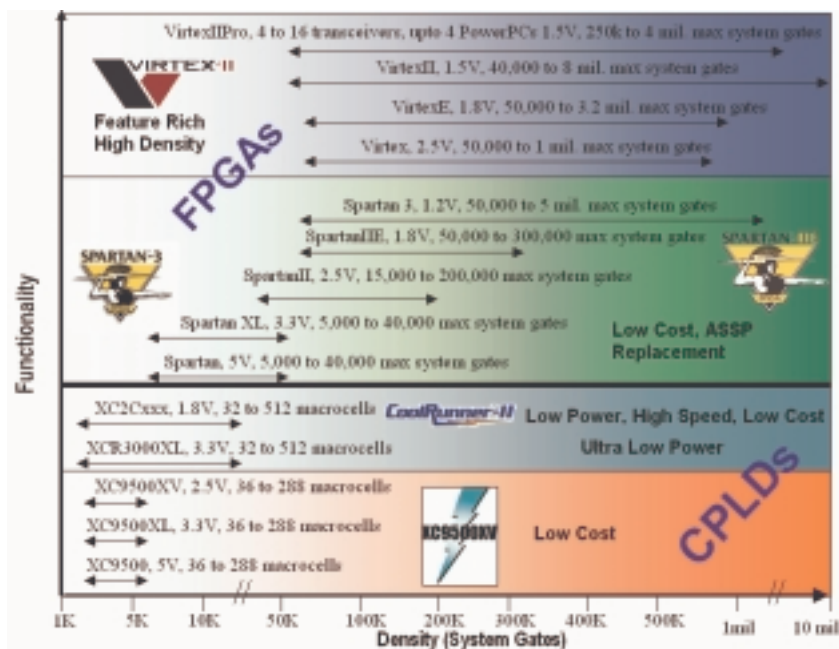 VirtexIIPro, 4 to 16 transceivers, upto 4 PowerPCs 1.5V, 250k to 4 mil. max system gates
VIRTEX-II
VirtexII, 1.5V, 40,000 to 8 mil. max system gates
Feature Rich
High Density
VirtexE, 1.8V, 50,000 to 3.2 mil. max system gates
Virtex, 2.5V, 50,000 to 1 mil. max system gates
FPGAs
Spartan 3, 1.2V, 50,000 to 5 mil. max system gates
SpartanIIE, 1.8V, 50,000 to 300,000 max system gates
SPARTAN-3
SPARTAN-IIE
SpartanII, 2.5V, 15,000 to 200,000 max system gates
Spartan XL, 3.3V, 5,000 to 40,000 max system gates
Low Cost, ASSP
Replacement
Spartan, 5V, 5,000 to 40,000 max system gates
Functionality
XC2Cxxx, 1.8V, 32 to 512 macrocells
CoolRunner-II
Low Power, High Speed, Low Cost
XCR3000XL, 3.3V, 32 to 512 macrocells
Ultra Low Power
CPLDs
XC9500XV, 2.5V, 36 to 288 macrocells
XC9500XL, 3.3V, 36 to 288 macrocells
XC9500XV
Low Cost
XC9500, 5V, 36 to 288 macrocells
1K 5K 10K 50K 100K 200K 300K 400K 500K 1mil 10 mil
Density (System Gates)